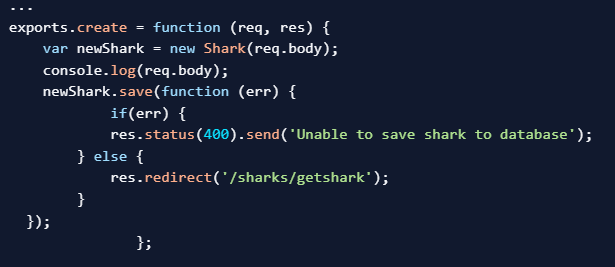 ...
exports.create = function (req, res) {
    var newShark = new Shark(req.body);
    console.log(req.body);
    newShark.save(function (err) {
            if(err) {
            res.status(400).send('Unable to save shark to database');
        } else {
            res.redirect('/sharks/getshark');
        }
  });
               };